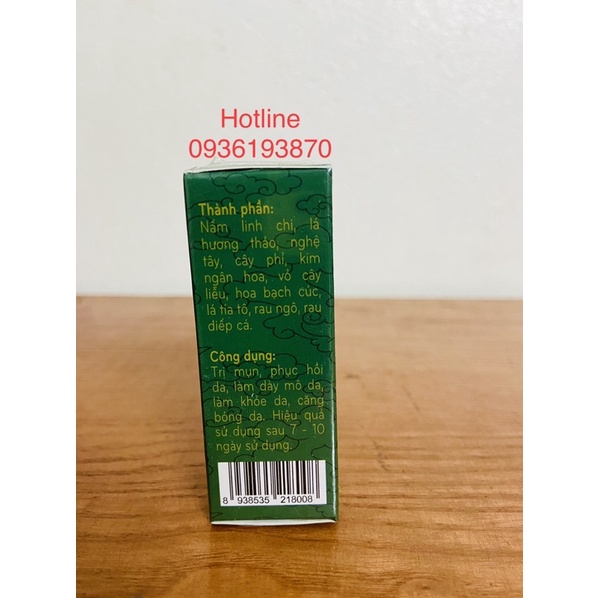 Hotline
0936193870
Thành phần:
Nấm linh chi, lá
hương thảo, nghệ
tây, cây phỉ, kim
ngân hoa, vỏ cây
liễu, hoa bạch cúc,
lá tía tô, rau ngô, rau
diếp cá.
Công dụng:
Trị mụn, phục hồi
da, làm dày mô da,
làm khỏe da, căng
bóng da. Hiệu quả
sử dụng sau 7 - 10
ngày sử dụng.
8 938535 218008